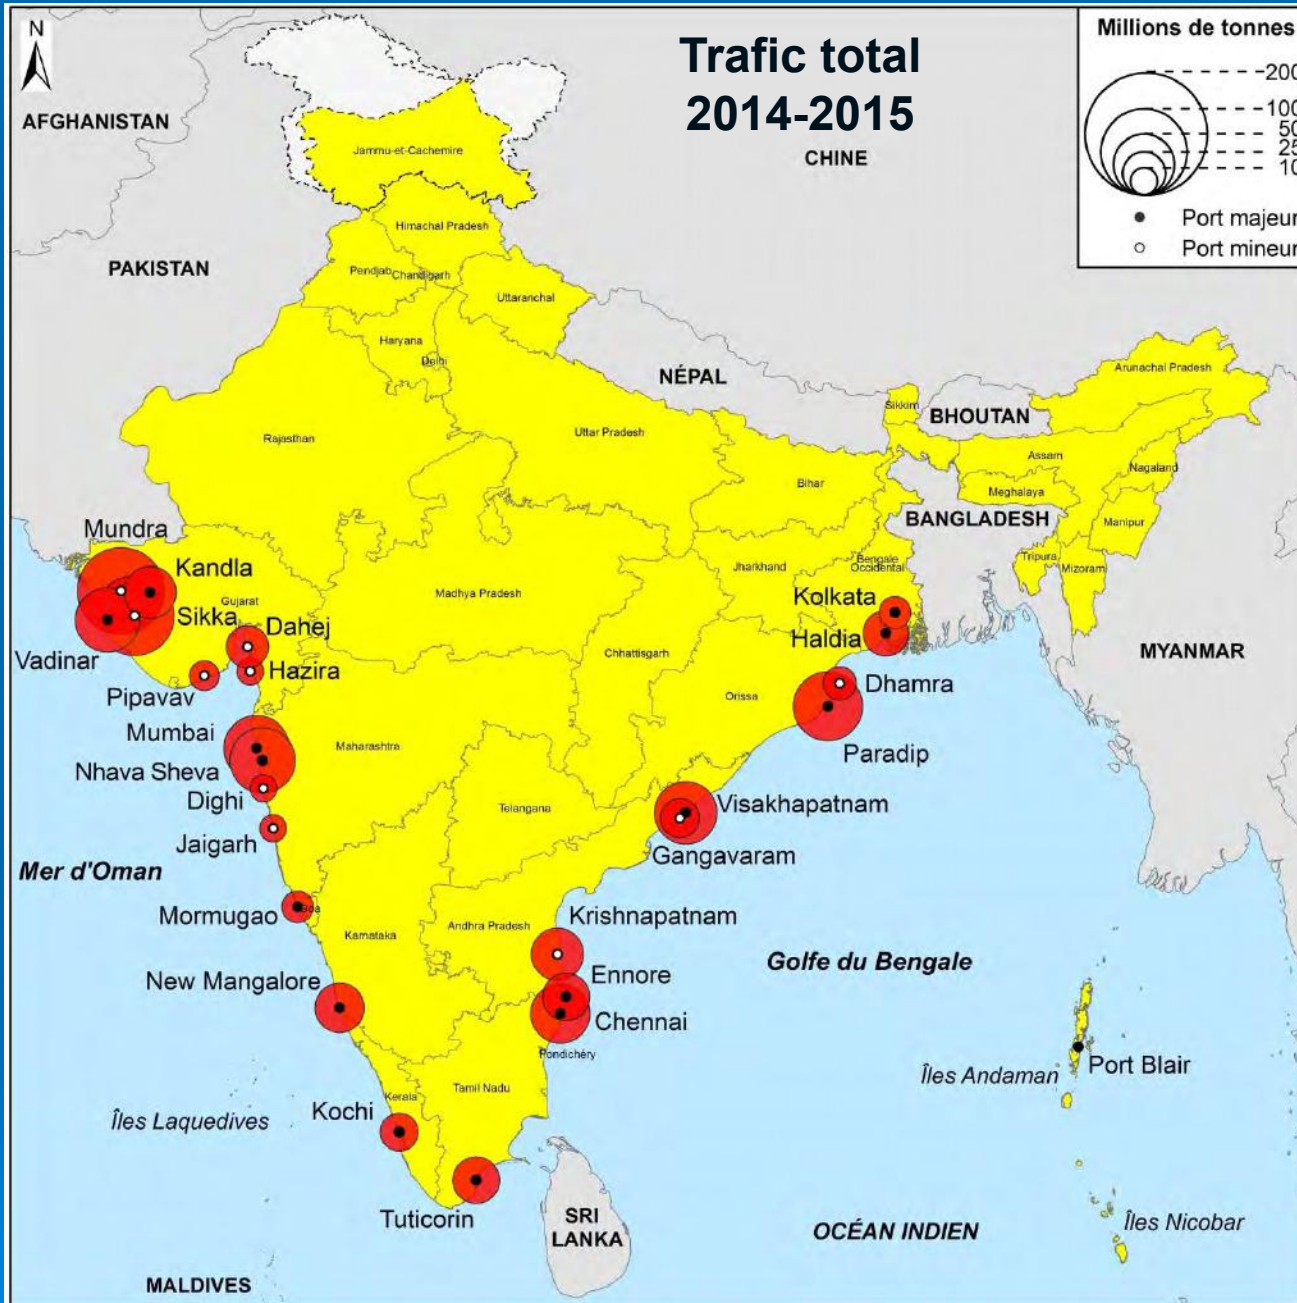 Trafic total
2014-2015
N
Millions de tonnes
200
100
50
25
10
Port majeur
Port mineur
AFGHANISTAN
CHINE
PAKISTAN
NÉPAL
BHOUTAN
BANGLADESH
MYANMAR
SRI
LANKA
MALDIVES
Jammu-et-Cachemire
Himachal Pradesh
Pendjab
Chandigarh
Uttaranchal
Haryana
Delhi
Rajasthan
Uttar Pradesh
Sikkim
Arunachal Pradesh
Assam
Nagaland
Meghalaya
Manipur
Tripura
Mizoram
Bihar
Jharkhand
Bengale
Occidental
Gujarat
Madhya Pradesh
Chhattisgarh
Orissa
Maharashtra
Telangana
Goa
Karnataka
Andhra Pradesh
Pondichéry
Tamil Nadu
Kerala
Mundra
Kandla
Sikka
Vadinar
Dahej
Hazira
Pipavav
Mumbai
Nhava Sheva
Dighi
Jaigarh
Mormugao
New Mangalore
Kochi
Tuticorin
Kolkata
Haldia
Dhamra
Paradip
Visakhapatnam
Gangavaram
Krishnapatnam
Ennore
Chennai
Port Blair
Mer d'Oman
Golfe du Bengale
Îles Andaman
Îles Laquedives
Îles Nicobar
OCÉAN INDIEN